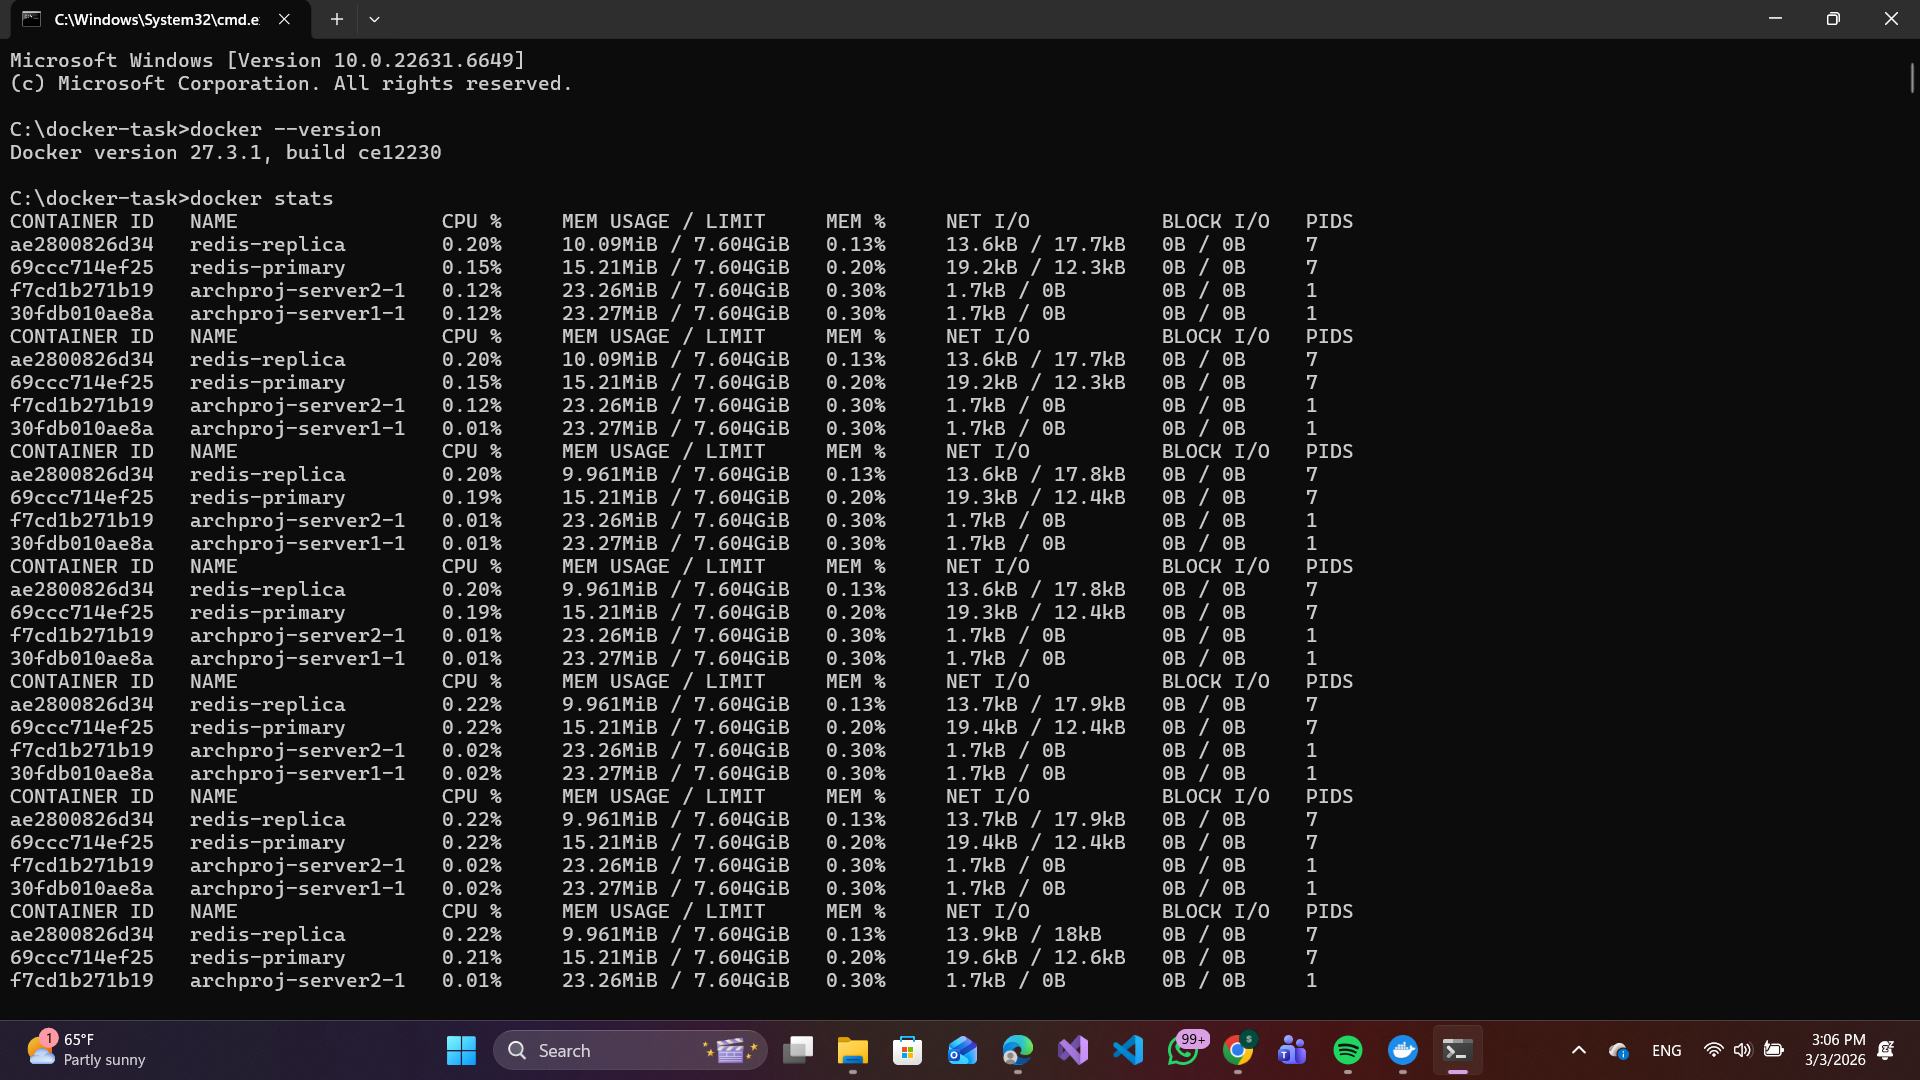 C:\Windows\System32\cmd.e
Microsoft Windows [Version 10.0.22631.6649]
(c) Microsoft Corporation. All rights reserved.
C:\docker-task>docker --version
Docker version 27.3.1, build ce12230
C:\docker-task>docker stats
CONTAINER ID   NAME                 CPU %     MEM USAGE / LIMIT     MEM %     NET I/O           BLOCK I/O   PIDS
ae2800826d34   redis-replica        0.20%     10.09MiB / 7.604GiB   0.13%     13.6kB / 17.7kB   0B / 0B     7
69ccc714ef25   redis-primary        0.15%     15.21MiB / 7.604GiB   0.20%     19.2kB / 12.3kB   0B / 0B     7
f7cd1b271b19   archproj-server2-1   0.12%     23.26MiB / 7.604GiB   0.30%     1.7kB / 0B        0B / 0B     1
30fdb010ae8a   archproj-server1-1   0.12%     23.27MiB / 7.604GiB   0.30%     1.7kB / 0B        0B / 0B     1
CONTAINER ID   NAME                 CPU %     MEM USAGE / LIMIT     MEM %     NET I/O           BLOCK I/O   PIDS
ae2800826d34   redis-replica        0.20%     10.09MiB / 7.604GiB   0.13%     13.6kB / 17.7kB   0B / 0B     7
69ccc714ef25   redis-primary        0.15%     15.21MiB / 7.604GiB   0.20%     19.2kB / 12.3kB   0B / 0B     7
f7cd1b271b19   archproj-server2-1   0.12%     23.26MiB / 7.604GiB   0.30%     1.7kB / 0B        0B / 0B     1
30fdb010ae8a   archproj-server1-1   0.01%     23.27MiB / 7.604GiB   0.30%     1.7kB / 0B        0B / 0B     1
CONTAINER ID   NAME                 CPU %     MEM USAGE / LIMIT     MEM %     NET I/O           BLOCK I/O   PIDS
ae2800826d34   redis-replica        0.20%     9.961MiB / 7.604GiB   0.13%     13.6kB / 17.8kB   0B / 0B     7
69ccc714ef25   redis-primary        0.19%     15.21MiB / 7.604GiB   0.20%     19.3kB / 12.4kB   0B / 0B     7
f7cd1b271b19   archproj-server2-1   0.01%     23.26MiB / 7.604GiB   0.30%     1.7kB / 0B        0B / 0B     1
30fdb010ae8a   archproj-server1-1   0.01%     23.27MiB / 7.604GiB   0.30%     1.7kB / 0B        0B / 0B     1
CONTAINER ID   NAME                 CPU %     MEM USAGE / LIMIT     MEM %     NET I/O           BLOCK I/O   PIDS
ae2800826d34   redis-replica        0.20%     9.961MiB / 7.604GiB   0.13%     13.6kB / 17.8kB   0B / 0B     7
69ccc714ef25   redis-primary        0.19%     15.21MiB / 7.604GiB   0.20%     19.3kB / 12.4kB   0B / 0B     7
f7cd1b271b19   archproj-server2-1   0.01%     23.26MiB / 7.604GiB   0.30%     1.7kB / 0B        0B / 0B     1
30fdb010ae8a   archproj-server1-1   0.01%     23.27MiB / 7.604GiB   0.30%     1.7kB / 0B        0B / 0B     1
CONTAINER ID   NAME                 CPU %     MEM USAGE / LIMIT     MEM %     NET I/O           BLOCK I/O   PIDS
ae2800826d34   redis-replica        0.22%     9.961MiB / 7.604GiB   0.13%     13.7kB / 17.9kB   0B / 0B     7
69ccc714ef25   redis-primary        0.22%     15.21MiB / 7.604GiB   0.20%     19.4kB / 12.4kB   0B / 0B     7
f7cd1b271b19   archproj-server2-1   0.02%     23.26MiB / 7.604GiB   0.30%     1.7kB / 0B        0B / 0B     1
30fdb010ae8a   archproj-server1-1   0.02%     23.27MiB / 7.604GiB   0.30%     1.7kB / 0B        0B / 0B     1
CONTAINER ID   NAME                 CPU %     MEM USAGE / LIMIT     MEM %     NET I/O           BLOCK I/O   PIDS
ae2800826d34   redis-replica        0.22%     9.961MiB / 7.604GiB   0.13%     13.7kB / 17.9kB   0B / 0B     7
69ccc714ef25   redis-primary        0.22%     15.21MiB / 7.604GiB   0.20%     19.4kB / 12.4kB   0B / 0B     7
f7cd1b271b19   archproj-server2-1   0.02%     23.26MiB / 7.604GiB   0.30%     1.7kB / 0B        0B / 0B     1
30fdb010ae8a   archproj-server1-1   0.02%     23.27MiB / 7.604GiB   0.30%     1.7kB / 0B        0B / 0B     1
CONTAINER ID   NAME                 CPU %     MEM USAGE / LIMIT     MEM %     NET I/O           BLOCK I/O   PIDS
ae2800826d34   redis-replica        0.22%     9.961MiB / 7.604GiB   0.13%     13.9kB / 18kB     0B / 0B     7
69ccc714ef25   redis-primary        0.21%     15.21MiB / 7.604GiB   0.20%     19.6kB / 12.6kB   0B / 0B     7
f7cd1b271b19   archproj-server2-1   0.01%     23.26MiB / 7.604GiB   0.30%     1.7kB / 0B        0B / 0B     1
1
65°F
Partly sunny
Search
99+
ENG
3:06 PM
3/3/2026